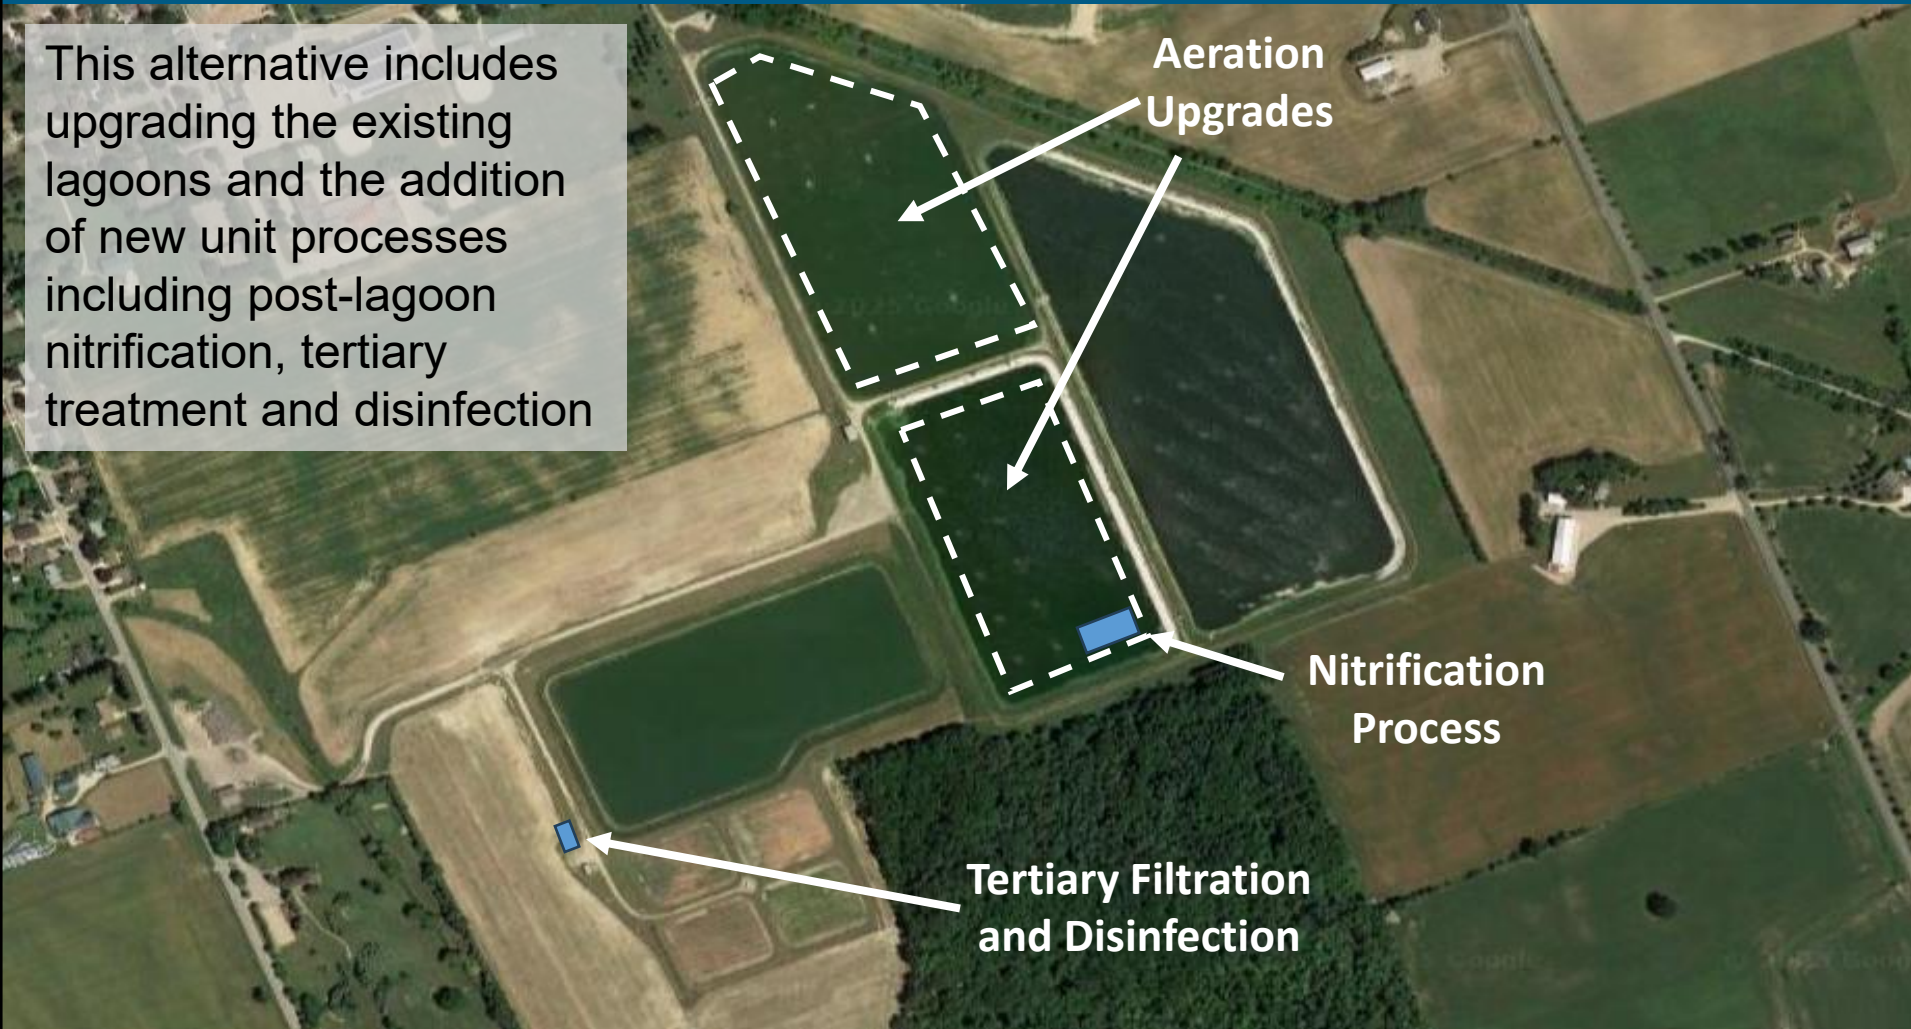 This alternative includes
upgrading the existing
lagoons and the addition
of new unit processes
including post-lagoon
nitrification, tertiary
treatment and disinfection
Aeration
Upgrades
Nitrification
Process
Tertiary Filtration
and Disinfection